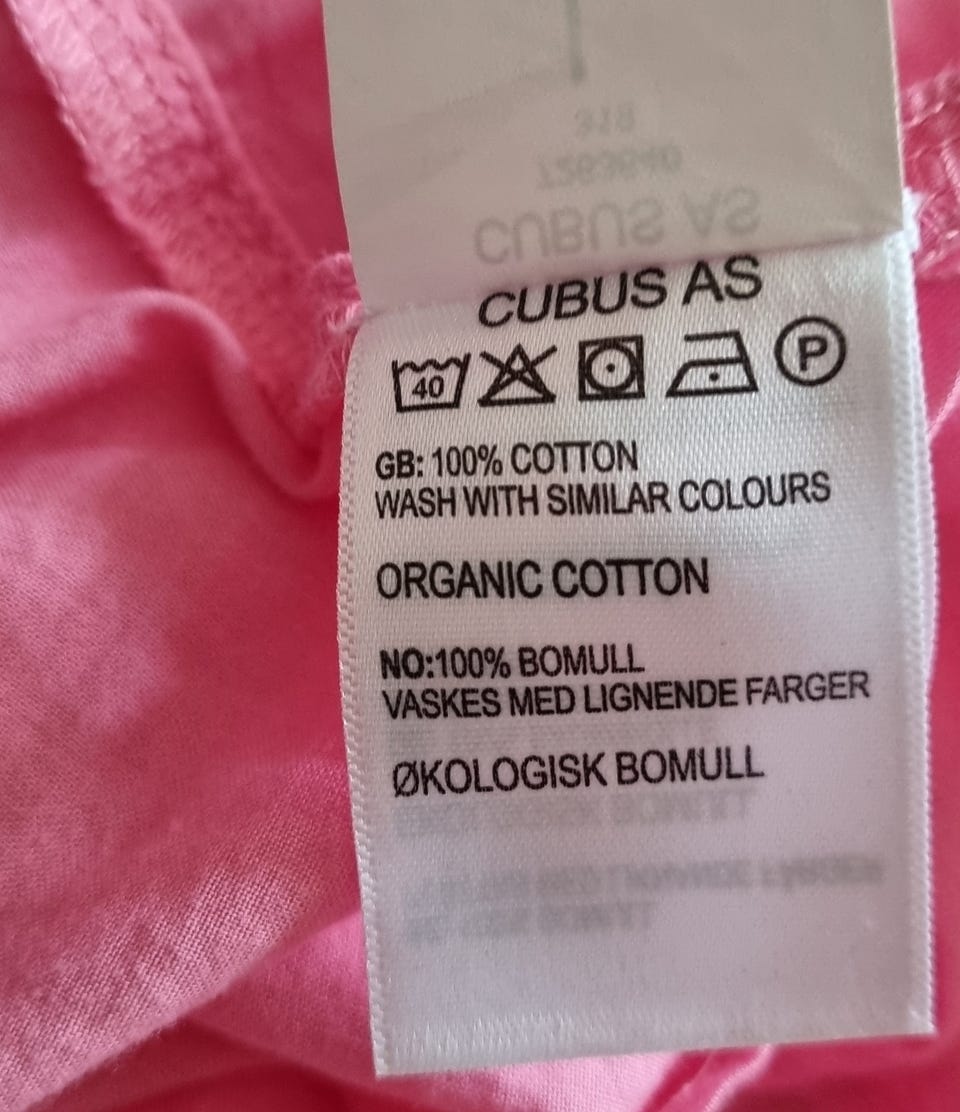 CUBUS AS
40 P
GB: 100% COTTON
WASH WITH SIMILAR COLOURS
ORGANIC COTTON
NO:100% BOMULL
VASKES MED LIGNENDE FARGER
ØKOLOGISK BOMULL